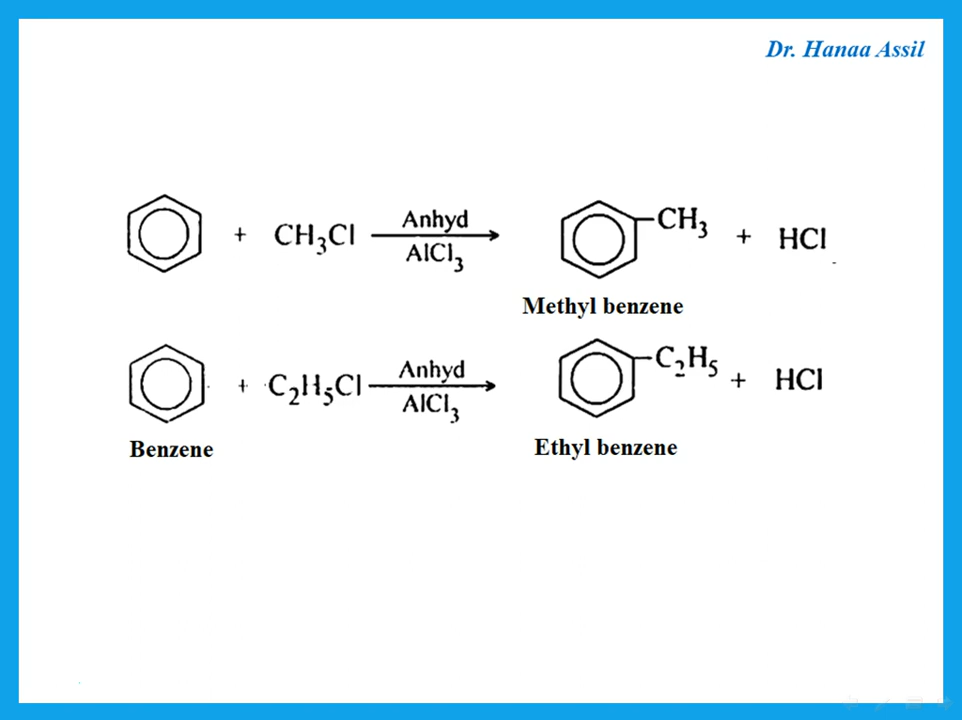 Dr. Hanaa Assil
+ CH₃Cl Anhyd AlCl₃ CH₃ + HCl
Methyl benzene
+ C₂H₅Cl Anhyd AlCl₃ C₂H₅ + HCl
Benzene Ethyl benzene